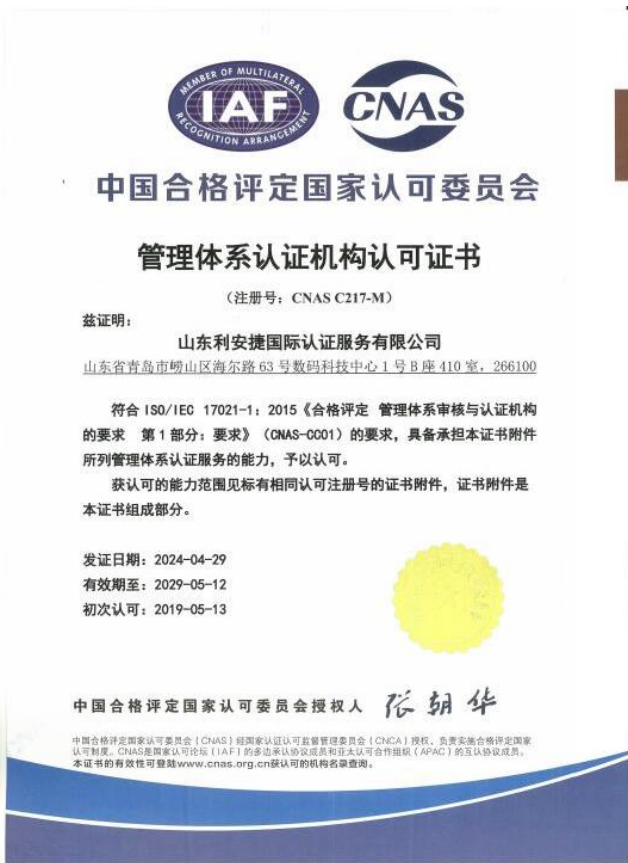 MEMBER OF MULTILATERAL
IAF
RECOGNITION ARRANGEMENT
CNAS
中国合格评定国家认可委员会
管理体系认证机构认可证书
（注册号：CNAS C217-M）
兹证明：
山东利安捷国际认证服务有限公司
山东省青岛市崂山区海尔路 63 号数码科技中心 1 号 B 座 410 室，266100
符合 ISO/IEC 17021-1：2015《合格评定 管理体系审核与认证机构
的要求 第 1 部分：要求》（CNAS-CC01）的要求，具备承担本证书附件
所列管理体系认证服务的能力，予以认可。
获认可的能力范围见标有相同认可注册号的证书附件，证书附件是
本证书组成部分。
发证日期：2024-04-29
有效期至：2029-05-12
初次认可：2019-05-13
中国合格评定国家认可委员会授权人 张朝华
中国合格评定国家认可委员会（CNAS）经国家认证认可监督管理委员会（CNCA）授权，负责实施合格评定国家
认可制度。CNAS是国际认可论坛（IAF）的多边承认协议成员和亚太认可合作组织（APAC）的互认协议成员。
本证书的有效性可登陆www.cnas.org.cn获认可的机构名录查询。